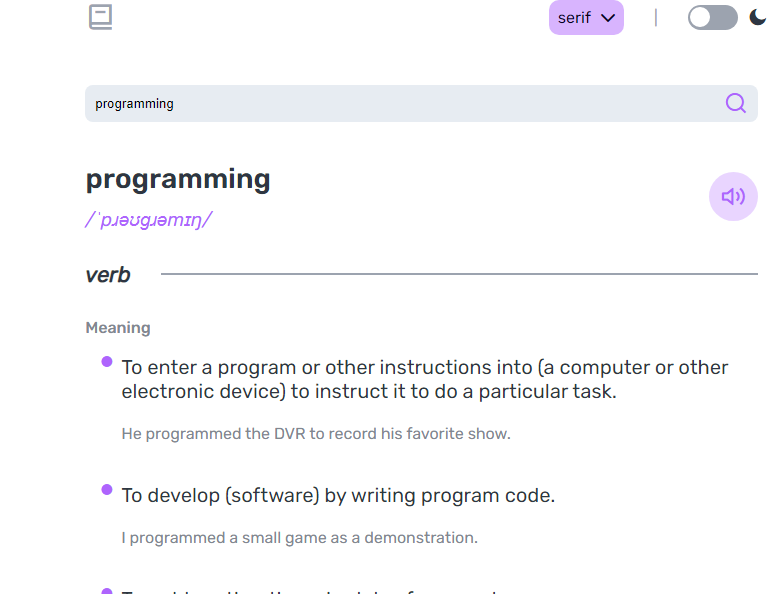 serif
programming
programming
/ˈpɹəʊɡɹəmɪŋ/
verb
Meaning
To enter a program or other instructions into (a computer or other
electronic device) to instruct it to do a particular task.
He programmed the DVR to record his favorite show.
To develop (software) by writing program code.
I programmed a small game as a demonstration.